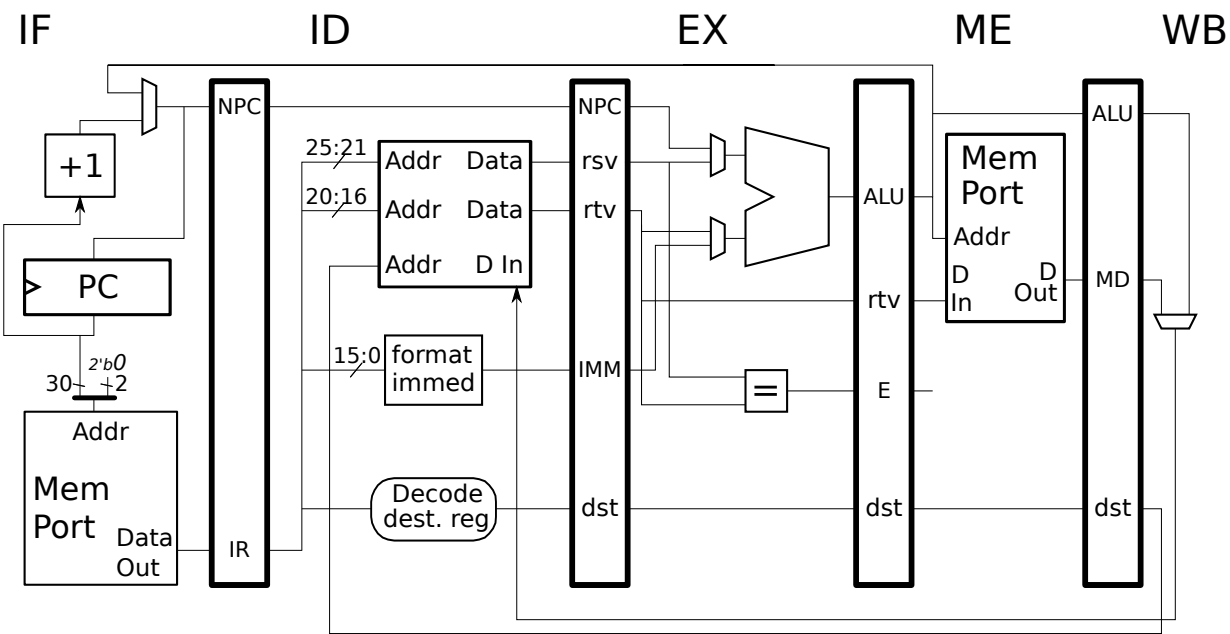 IF
ID
EX
ME
WB
NPC
+1
PC
30
2'b0
2
Addr
Mem
Port
Data
Out
IR
25:21
20:16
Addr
Data
Addr
Data
Addr
D In
15:0
format
immed
Decode
dest. reg
NPC
rsv
rtv
IMM
dst
=
ALU
rtv
E
dst
Mem
Port
Addr
D
In
D
Out
ALU
MD
dst